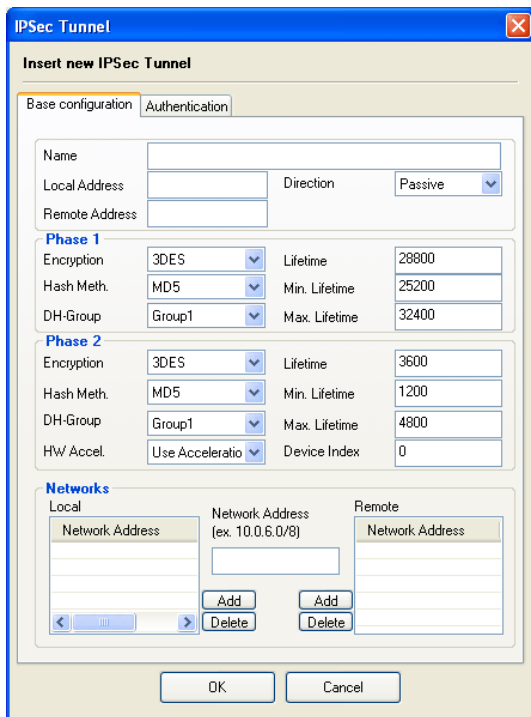 IPSec Tunnel
Insert new IPSec Tunnel
Base configuration Authentication
Name
Local Address Direction Passive
Remote Address
Phase 1
Encryption 3DES Lifetime 28800
Hash Meth. MD5 Min. Lifetime 25200
DH-Group Group1 Max. Lifetime 32400
Phase 2
Encryption 3DES Lifetime 3600
Hash Meth. MD5 Min. Lifetime 1200
DH-Group Group1 Max. Lifetime 4800
HW Accel. Use Acceleratio Device Index 0
Networks
Local Network Address Remote
Network Address (ex. 10.0.6.0/8) Network Address
Add Add
Delete Delete
OK Cancel